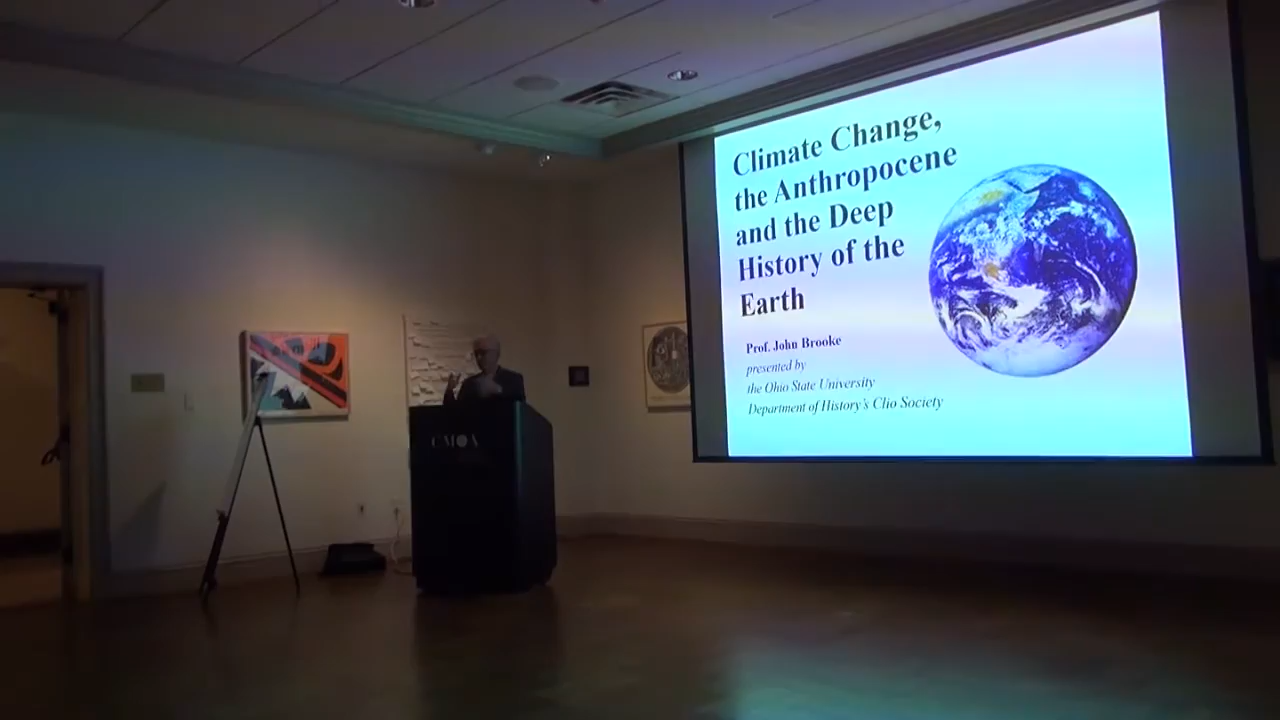 Climate Change,
the Anthropocene
and the Deep
History of the
Earth
Prof. John Brooke
presented by
the Ohio State University
Department of History's Clio Society
CMOA